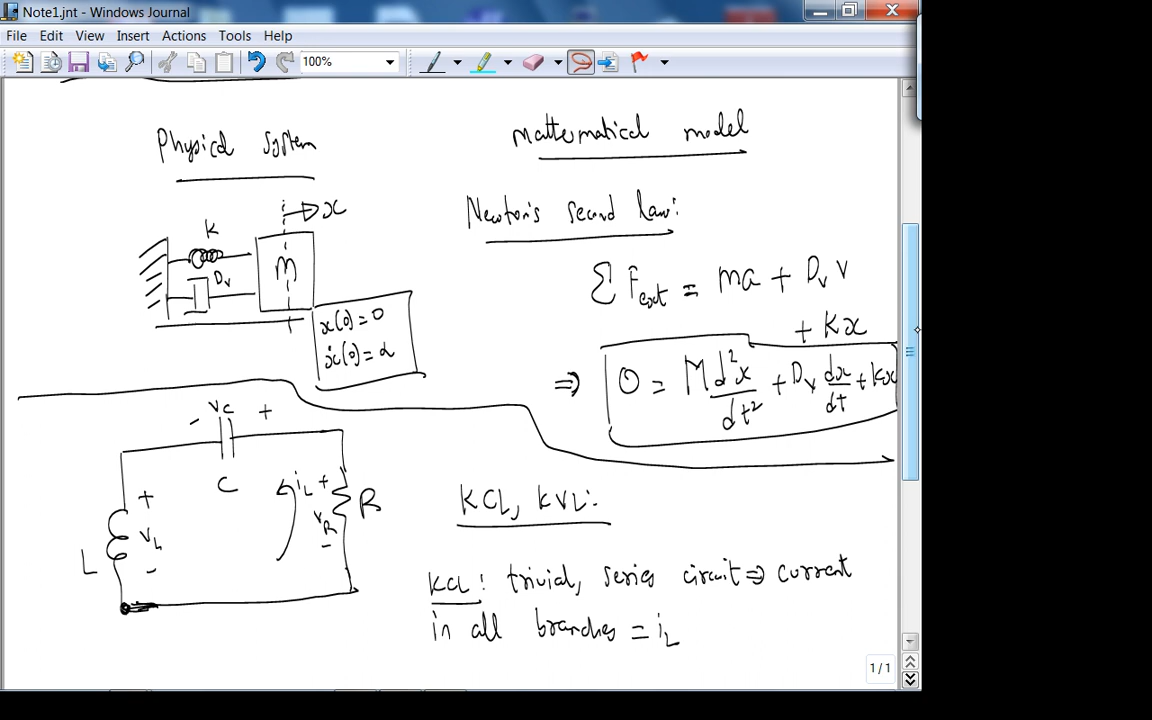 Note1.jnt - Windows Journal
File Edit View Insert Actions Tools Help
100%
Physical system
Mathematical model
Newton's second law:
x
K
Dv
M
x(0)=0
ẋ(0)=α
Σ Fext = ma + Dv v
+ Kx
⇒ 0 = M d²x/dt² + Dv dx/dt + Kx
- vc +
C
+
vL
-
L
iL
+
vR
-
R
KCL, KVL:
KCL: trivial, series circuit ⇒ current
in all branches = iL
1/1